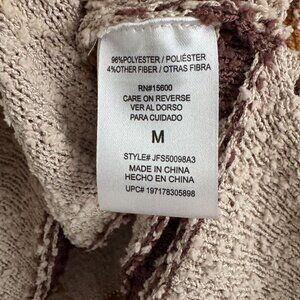 96%POLYESTER / POLIÉSTER
4%OTHER FIBER / OTRAS FIBRA
RN#15600
CARE ON REVERSE
VER AL DORSO
PARA CUIDADO
M
STYLE# JFS50098A3
MADE IN CHINA
HECHO EN CHINA
UPC# 197178305898